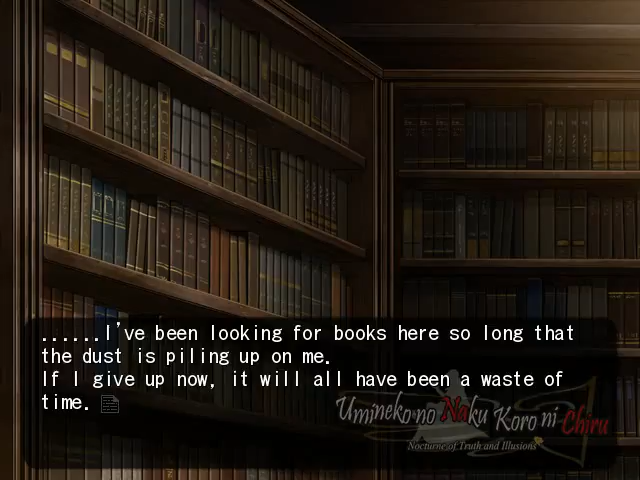 ......I've been looking for books here so long that
the dust is piling up on me.
If I give up now, it will all have been a waste of
time.
Umineko no Naku Koro ni Chiru
Nocturne of Truth and Illusions